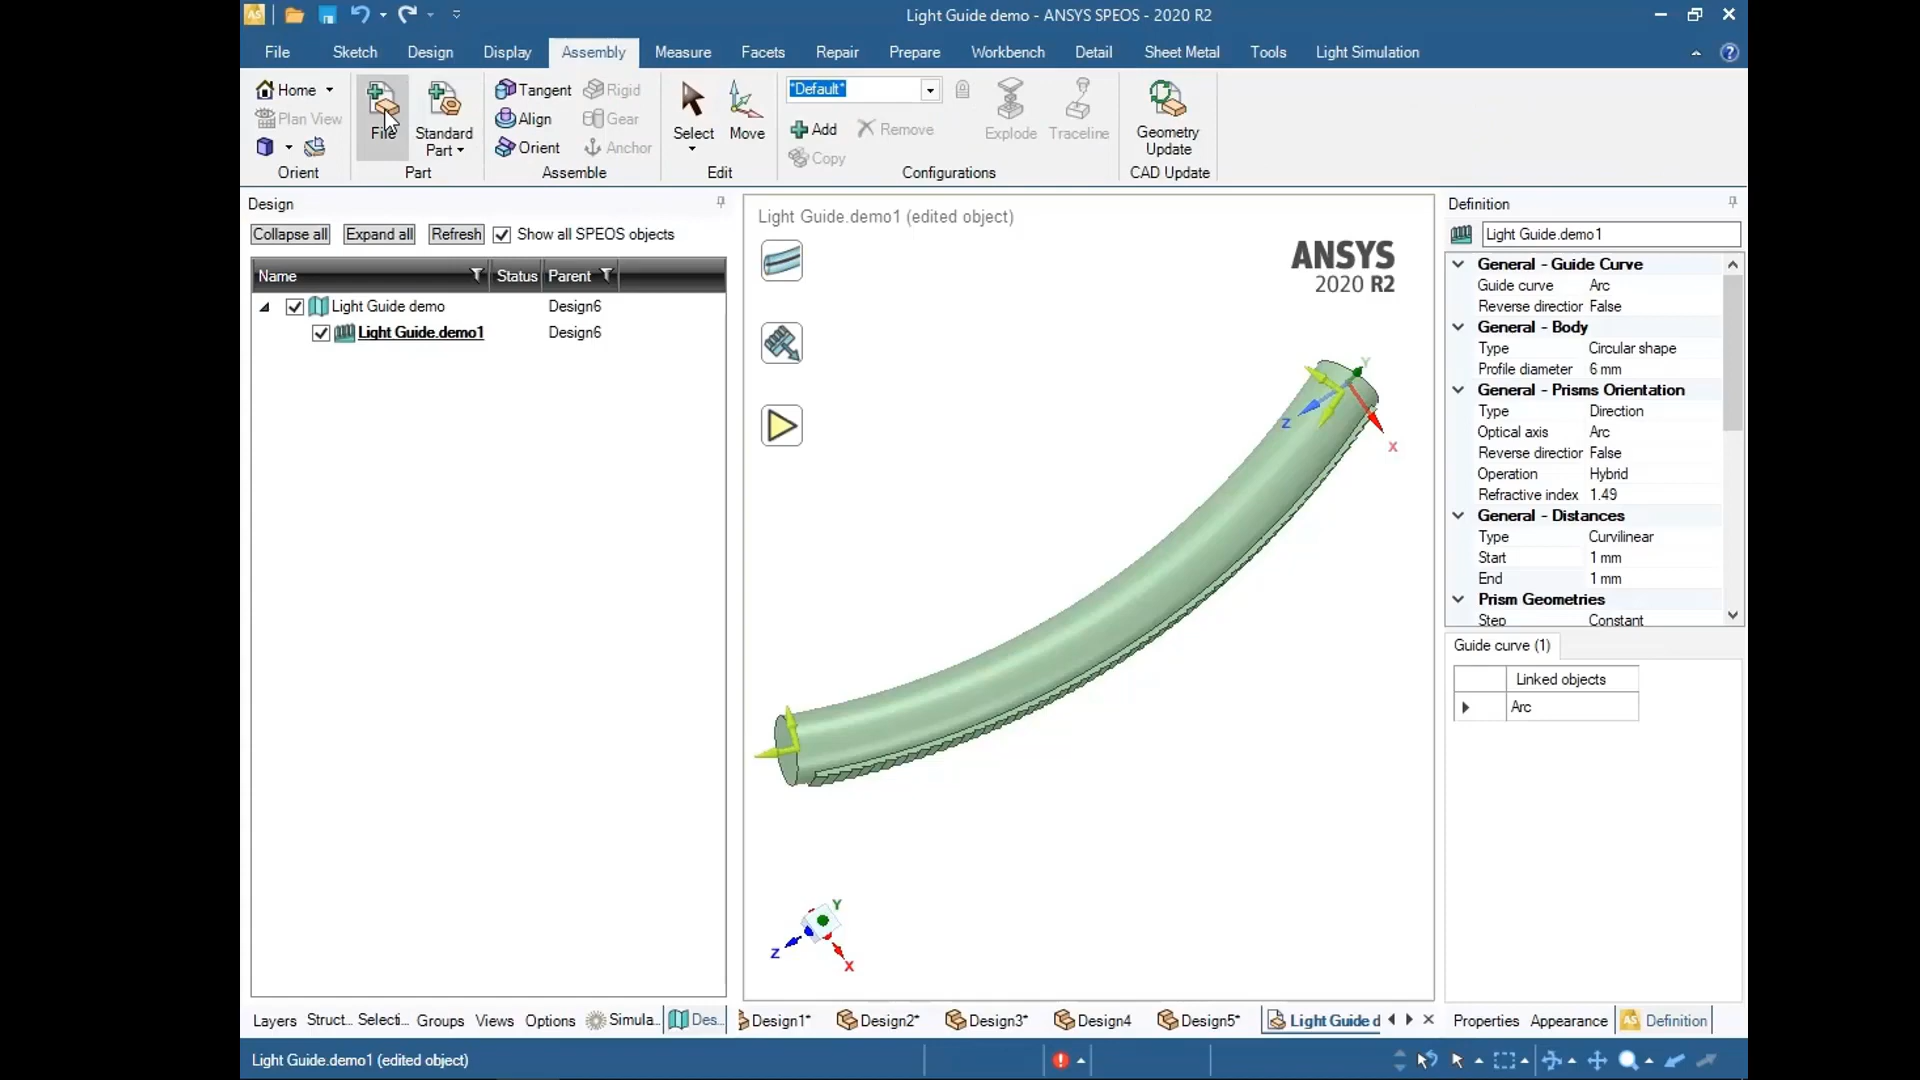 Light Guide demo - ANSYS SPEOS - 2020 R2
File Sketch Design Display Assembly Measure Facets Repair Prepare Workbench Detail Sheet Metal Tools Light Simulation
Home
Plan View
Orient
File
Standard Part
Part
Tangent Rigid
Align Gear
Orient Anchor
Assemble
Select Move
Edit
*Default*
Add Remove
Copy
Explode Traceline
Configurations
Geometry Update
CAD Update
Design
Collapse all Expand all Refresh Show all SPEOS objects
Name Status Parent
Light Guide demo Design6
Light Guide.demo1 Design6
Light Guide.demo1 (edited object)
ANSYS
2020 R2
Y
Z
X
Y
Z
X
Definition
Light Guide.demo1
General - Guide Curve
Guide curve Arc
Reverse direction False
General - Body
Type Circular shape
Profile diameter 6 mm
General - Prisms Orientation
Type Direction
Optical axis Arc
Reverse direction False
Operation Hybrid
Refractive index 1.49
General - Distances
Type Curvilinear
Start 1 mm
End 1 mm
Prism Geometries
Step Constant
Guide curve (1)
Linked objects
Arc
Layers Struct... Selecti... Groups Views Options Simula... Des...
Design1* Design2* Design3* Design4 Design5* Light Guide d
Properties Appearance Definition
Light Guide.demo1 (edited object)